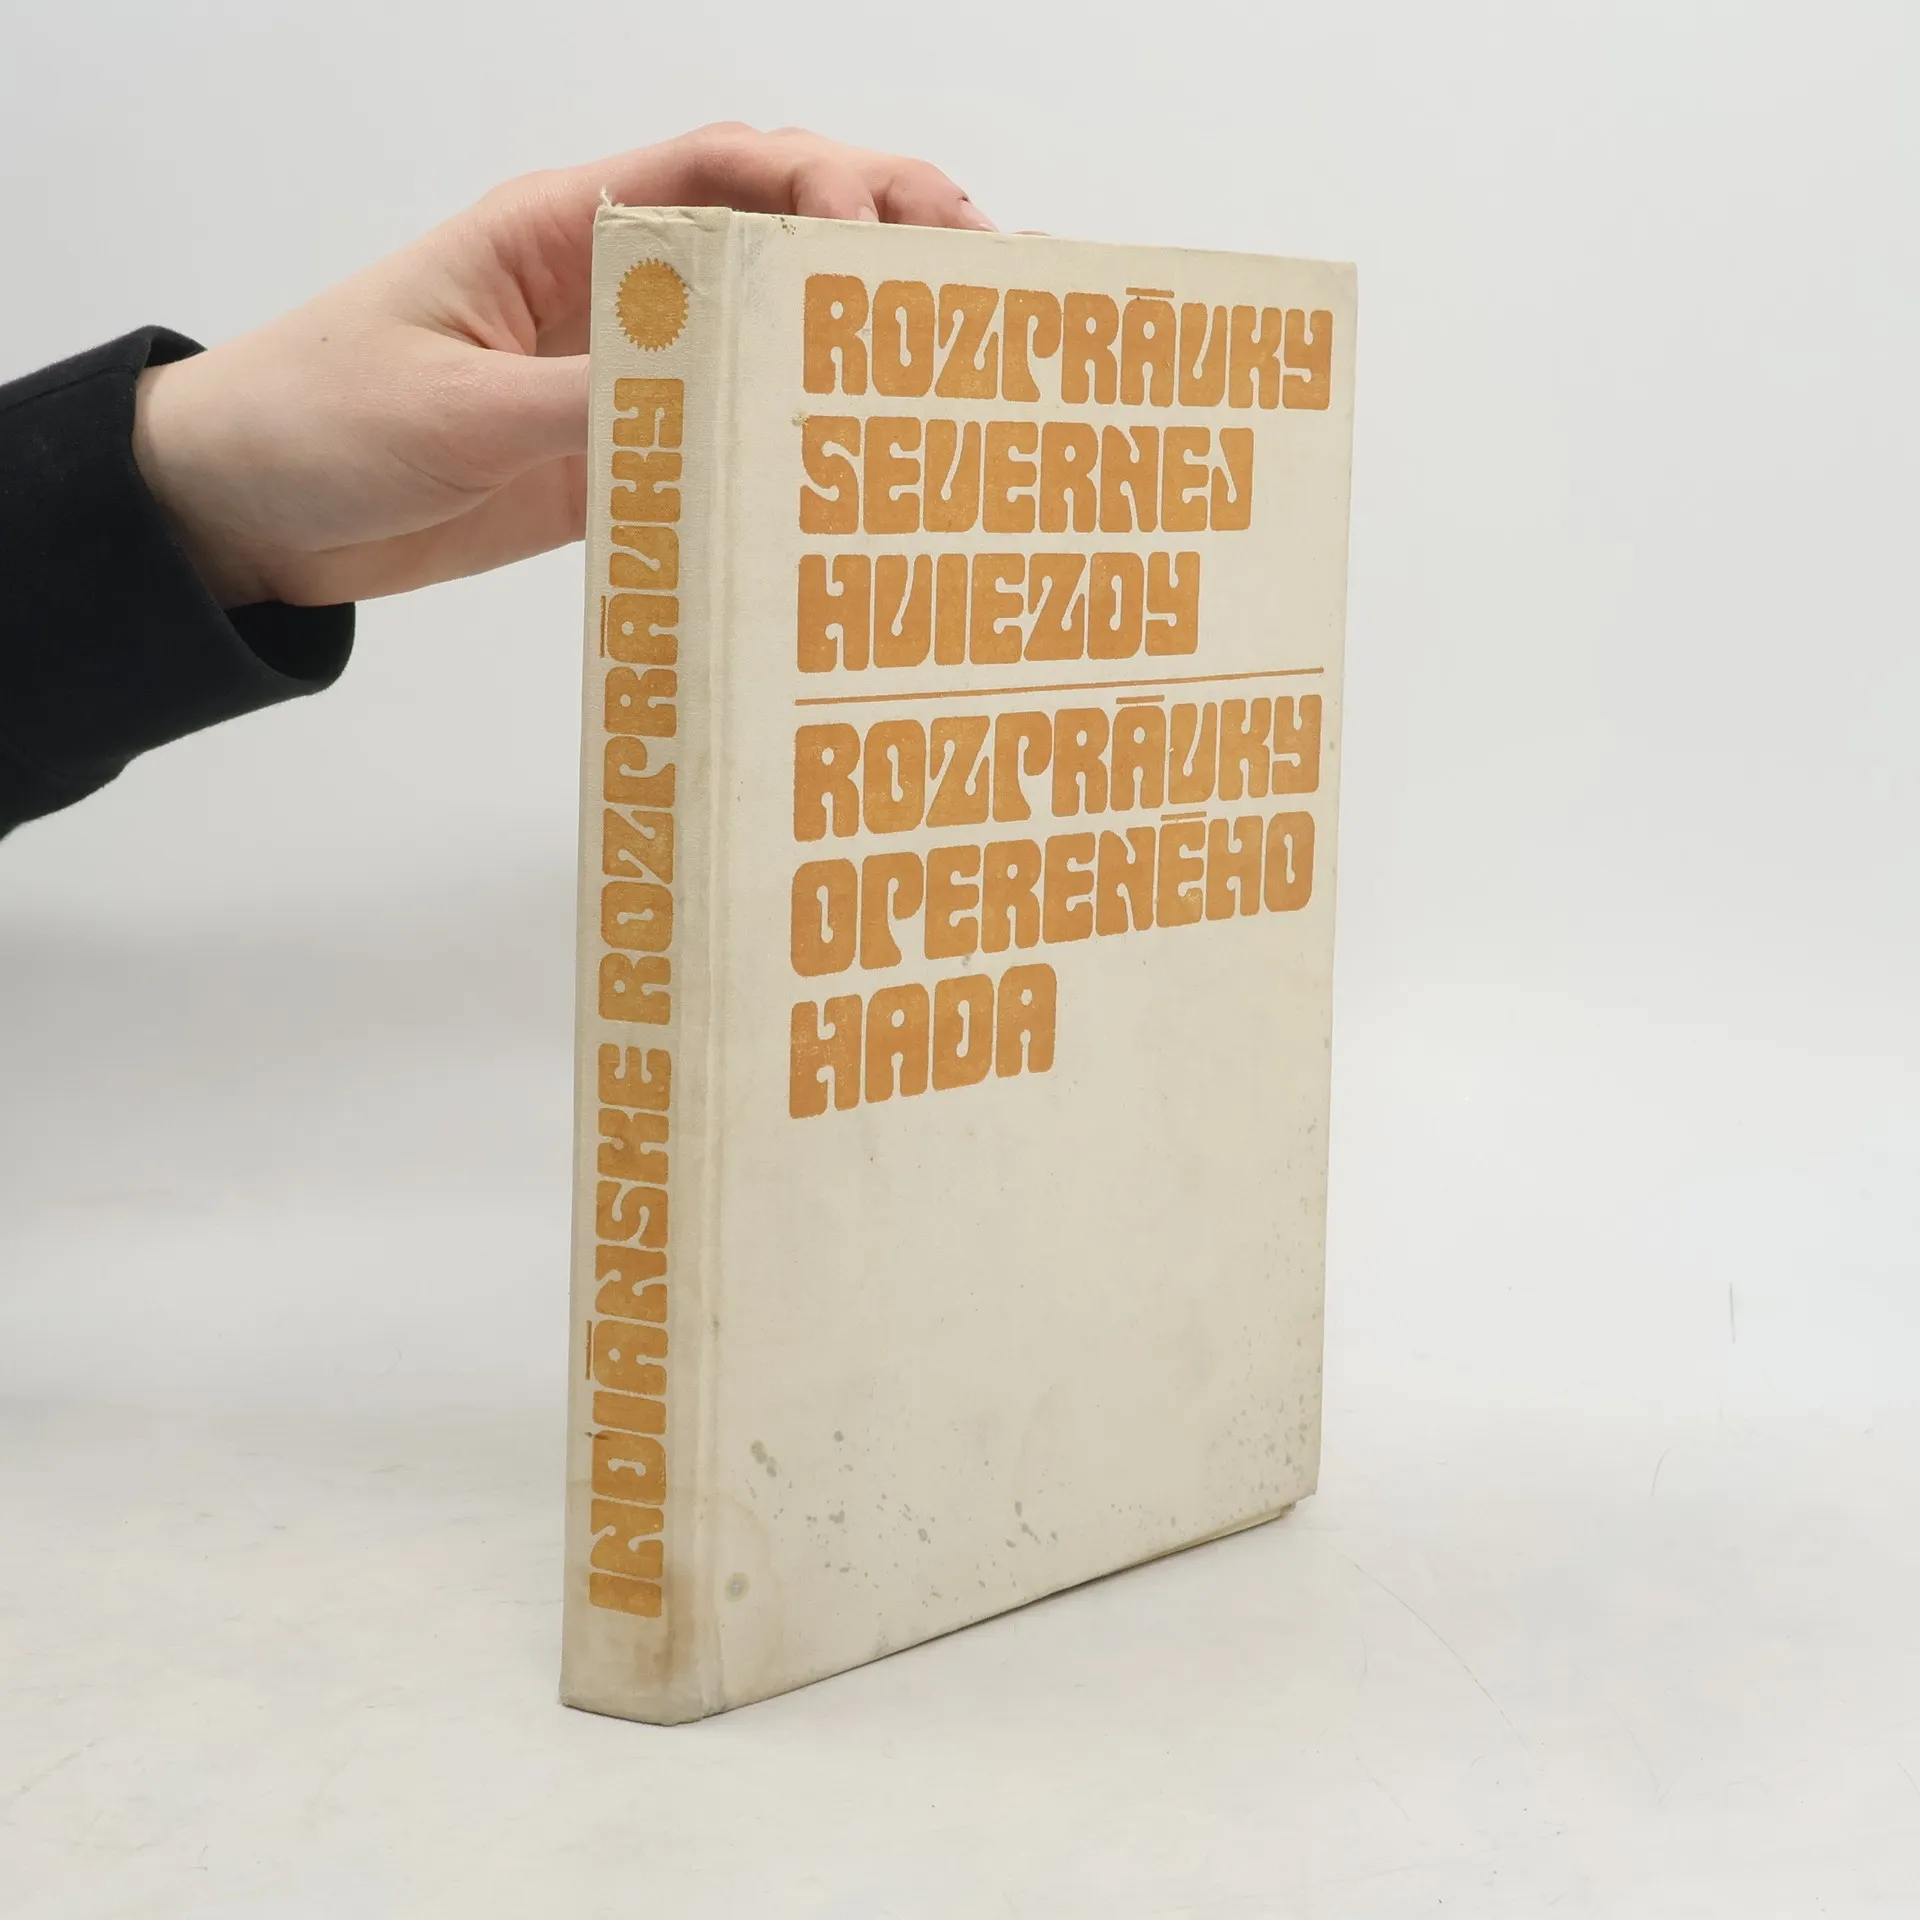 INDIÁNSKE ROZPRÁVKY
ROZPRÁVKY
SEVERNEJ
HVIEZDY
ROZPRÁVKY
OPERENÉHO
HADA